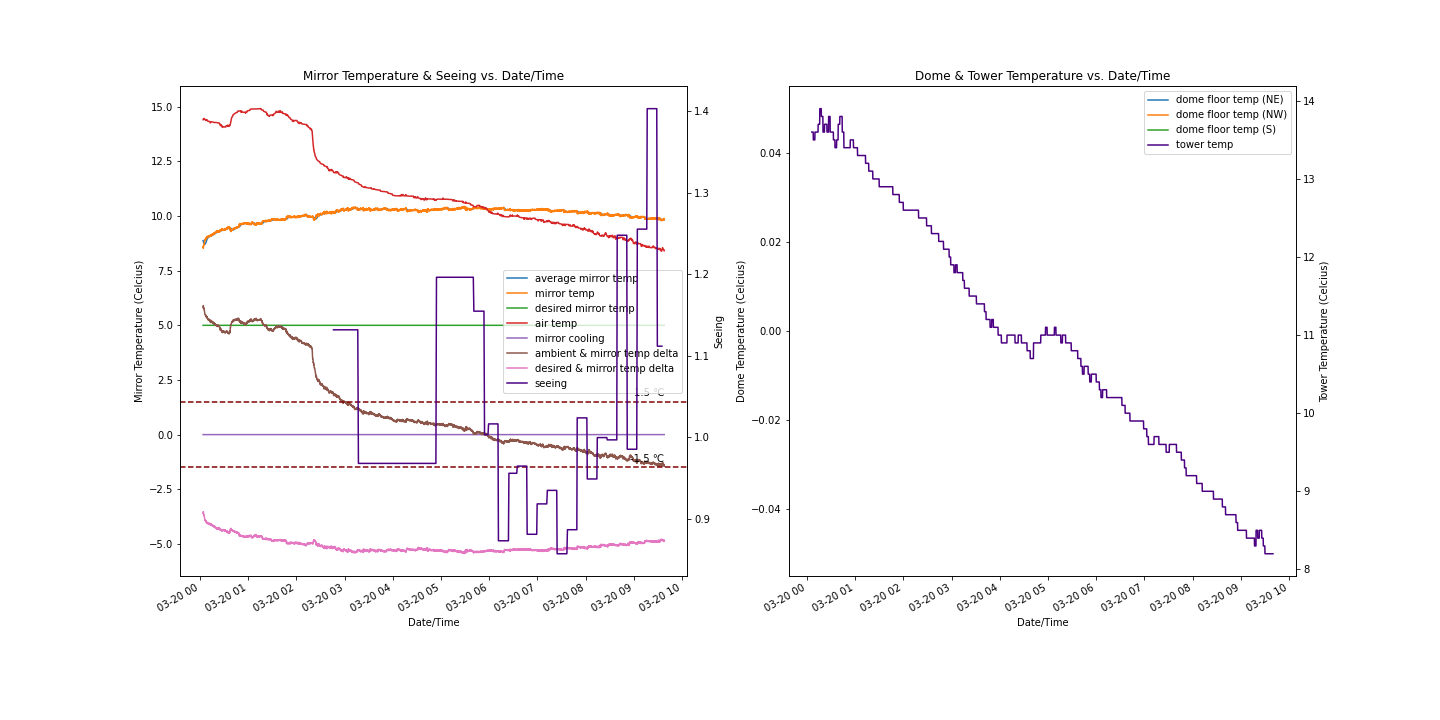 Mirror Temperature & Seeing vs. Date/Time
15.0
12.5
10.0
7.5
5.0
2.5
0.0
−2.5
−5.0
Mirror Temperature (Celcius)
1.4
1.3
1.2
1.1
1.0
0.9
Seeing
average mirror temp
mirror temp
desired mirror temp
air temp
mirror cooling
ambient & mirror temp delta
desired & mirror temp delta
seeing
1.5 °C
-1.5 °C
03-20 00
03-20 01
03-20 02
03-20 03
03-20 04
03-20 05
03-20 06
03-20 07
03-20 08
03-20 09
03-20 10
Date/Time
Dome & Tower Temperature vs. Date/Time
0.04
0.02
0.00
−0.02
−0.04
Dome Temperature (Celcius)
14
13
12
11
10
9
8
Tower Temperature (Celcius)
dome floor temp (NE)
dome floor temp (NW)
dome floor temp (S)
tower temp
03-20 00
03-20 01
03-20 02
03-20 03
03-20 04
03-20 05
03-20 06
03-20 07
03-20 08
03-20 09
03-20 10
Date/Time